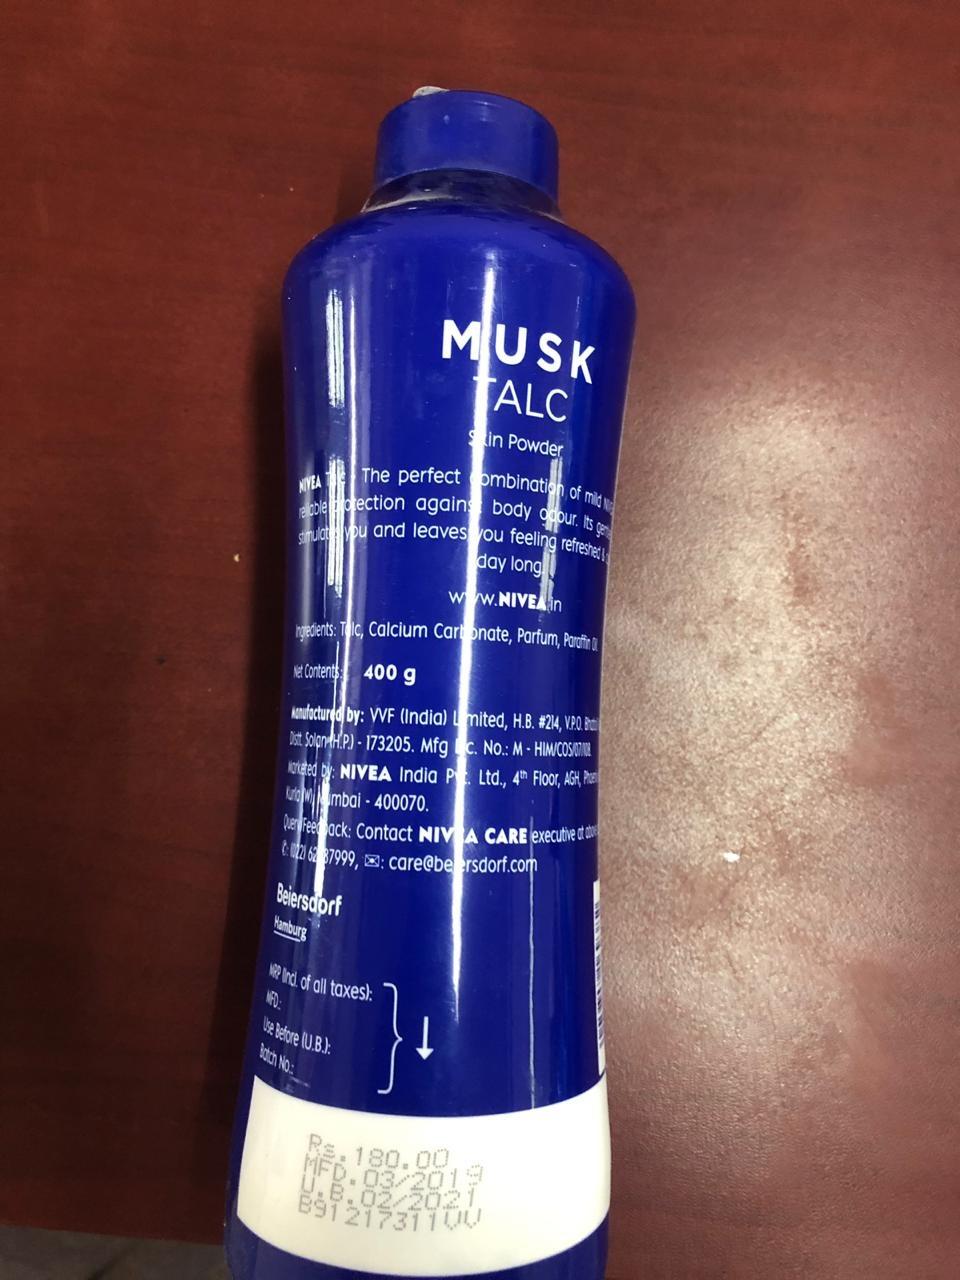 MUSK
TALC
Skin Powder
NIVEA Talc - The perfect combination of mild
reliable protection against body odour. Its
stimulates you and leaves you feeling refreshed &
day long.
www.NIVEA.in
Ingredients: Talc, Calcium Carbonate, Parfum, Paraffin Oil
Net Contents: 400 g
Manufactured by: VVF (India) Limited, H.B. #214, V.P.O.
Distt. Solan (H.P.) - 173205. Mfg Lic. No.: M - HIM/COS/07/108
Marketed by: NIVEA India Pvt. Ltd., 4th Floor, AGH,
Kurla (W), Mumbai - 400070.
Query/Feedback: Contact NIVEA CARE executive at
care@beiersdorf.com
Beiersdorf
Hamburg
MRP (Incl. of all taxes):
MFD.:
Use Before (U.B.):
Batch No.:
Rs.180.00
MFD.03/2019
U.B.02/2021
B91217311VV